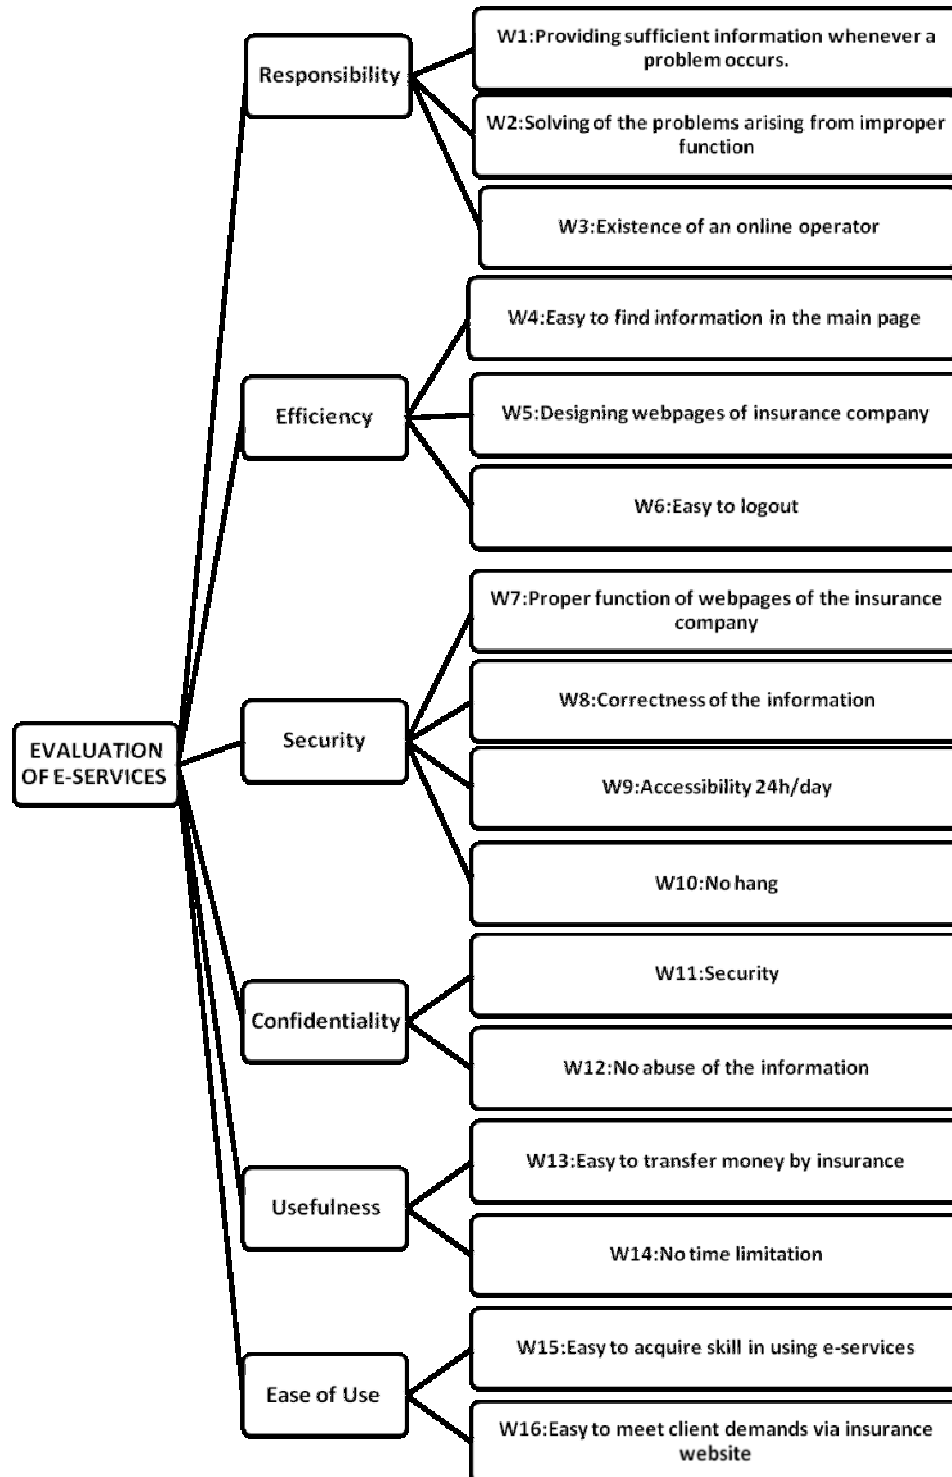 Responsibility
W1:Providing sufficient information whenever a
problem occurs.
W2:Solving of the problems arising from improper
function
W3:Existence of an online operator
Efficiency
W4:Easy to find information in the main page
W5:Designing webpages of insurance company
W6:Easy to logout
EVALUATION
OF E-SERVICES
Security
W7:Proper function of webpages of the insurance
company
W8:Correctness of the information
W9:Accessibility 24h/day
W10:No hang
Confidentiality
W11:Security
W12:No abuse of the information
Usefulness
W13:Easy to transfer money by insurance
W14:No time limitation
Ease of Use
W15:Easy to acquire skill in using e-services
W16:Easy to meet client demands via insurance
website